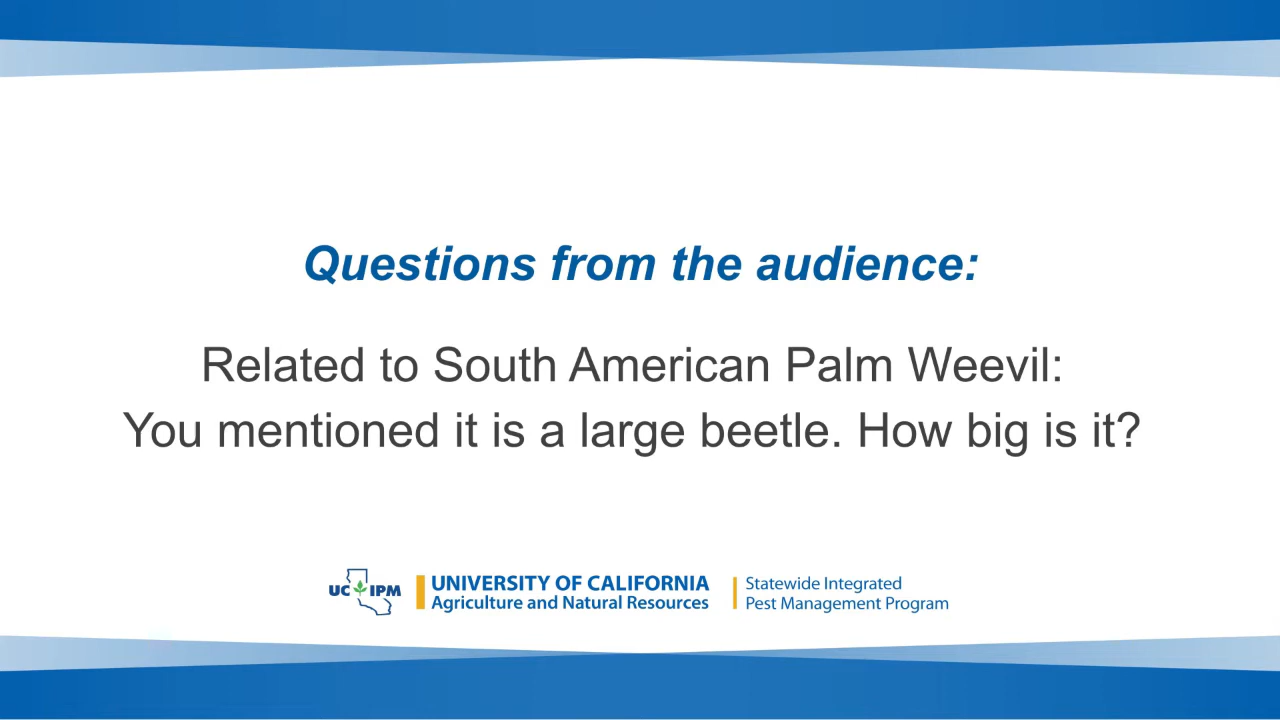 Questions from the audience:
Related to South American Palm Weevil:
You mentioned it is a large beetle. How big is it?
UC IPM
UNIVERSITY OF CALIFORNIA
Agriculture and Natural Resources
Statewide Integrated
Pest Management Program